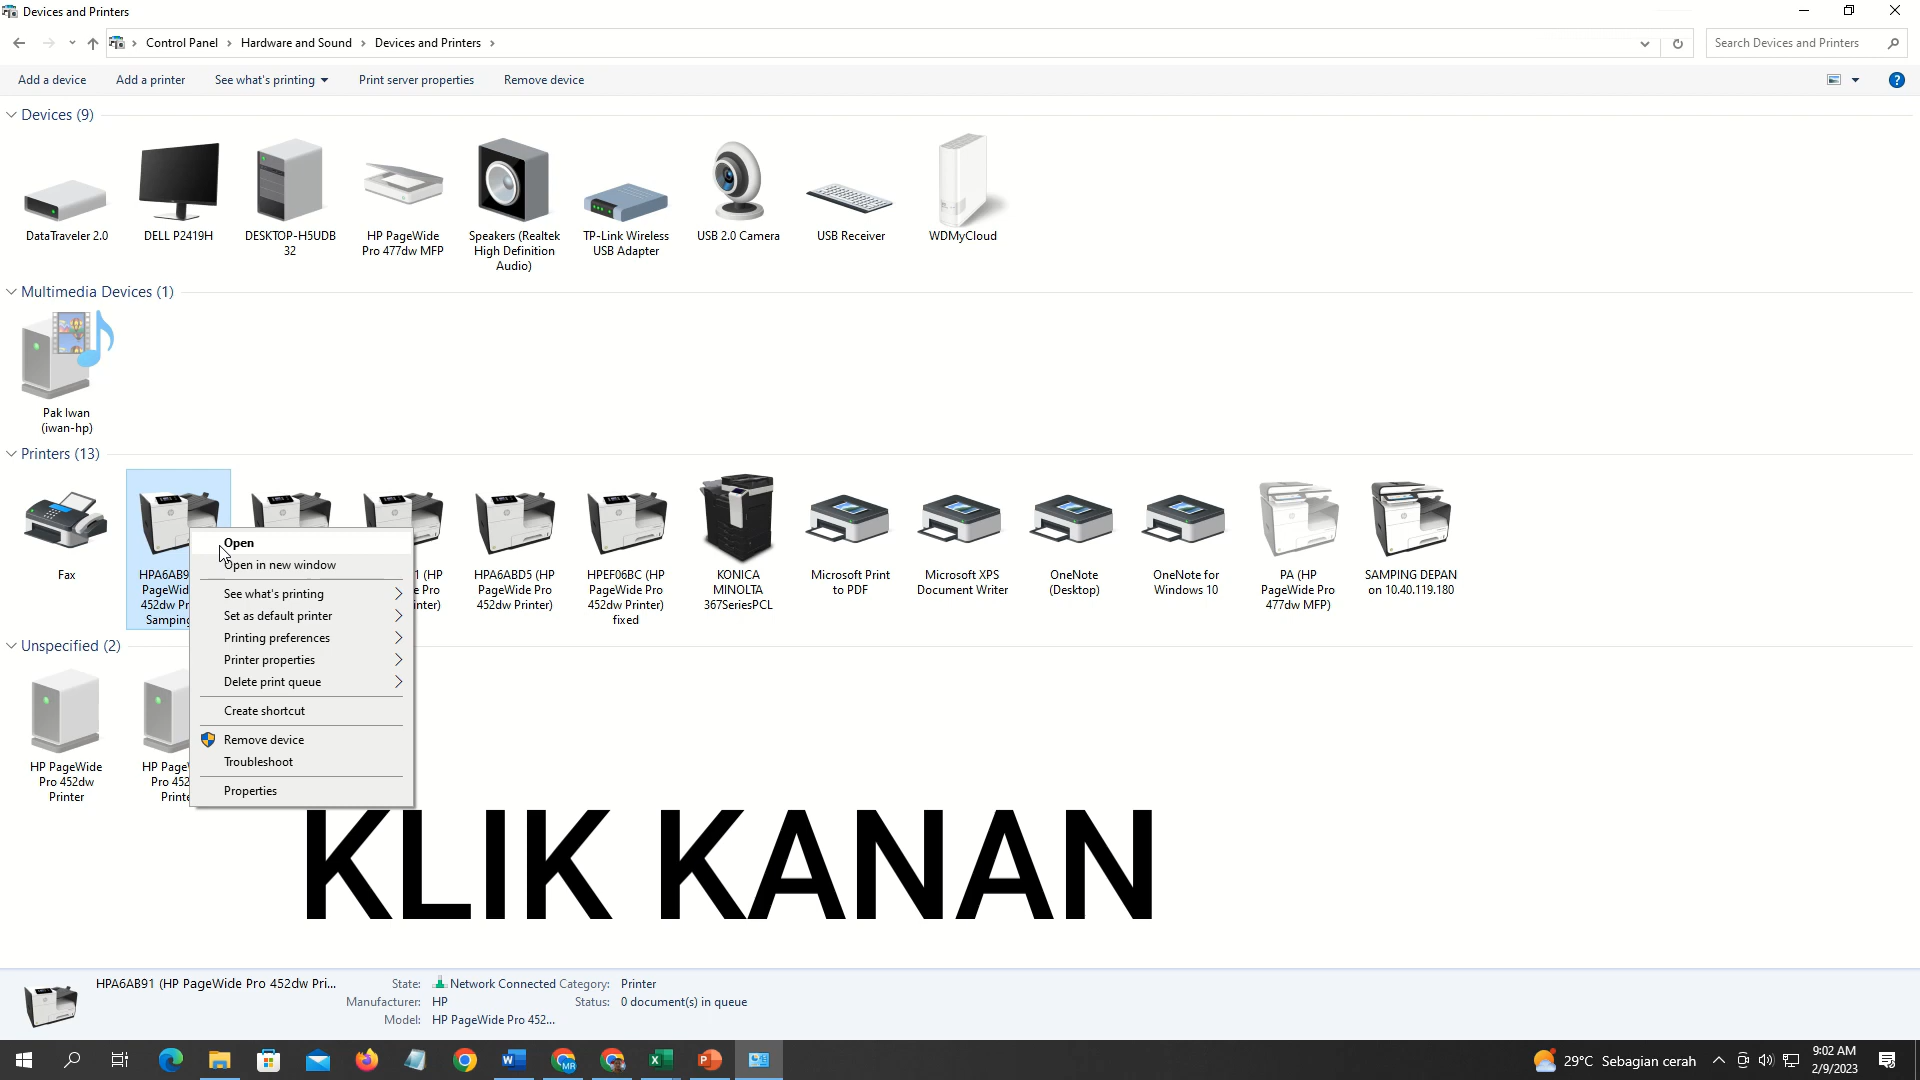 Devices and Printers
Control Panel
Hardware and Sound
Devices and Printers
Search Devices and Printers
Add a device
Add a printer
See what's printing
Print server properties
Remove device
Devices (9)
DataTraveler 2.0
DELL P2419H
DESKTOP-H5UDB
32
HP PageWide
Pro 477dw MFP
Speakers (Realtek
High Definition
Audio)
TP-Link Wireless
USB Adapter
USB 2.0 Camera
USB Receiver
WDMyCloud
Multimedia Devices (1)
Pak Iwan
(iwan-hp)
Printers (13)
Fax
HPA6AB9
PageWid
452dw Pr
Samping
1 (HP
e Pro
inter)
HPA6ABD5 (HP
PageWide Pro
452dw Printer)
HPEF06BC (HP
PageWide Pro
452dw Printer)
fixed
KONICA
MINOLTA
367SeriesPCL
Microsoft Print
to PDF
Microsoft XPS
Document Writer
OneNote
(Desktop)
OneNote for
Windows 10
PA (HP
PageWide Pro
477dw MFP)
SAMPING DEPAN
on 10.40.119.180
Open
Open in new window
See what's printing
Set as default printer
Printing preferences
Printer properties
Delete print queue
Create shortcut
Remove device
Troubleshoot
Properties
Unspecified (2)
HP PageWide
Pro 452dw
Printer
HP Page
Pro 452
Printe
KLIK KANAN
HPA6AB91 (HP PageWide Pro 452dw Pri...
State: Network Connected
Manufacturer: HP
Model: HP PageWide Pro 452...
Category: Printer
Status: 0 document(s) in queue
MR
29°C Sebagian cerah
9:02 AM
2/9/2023